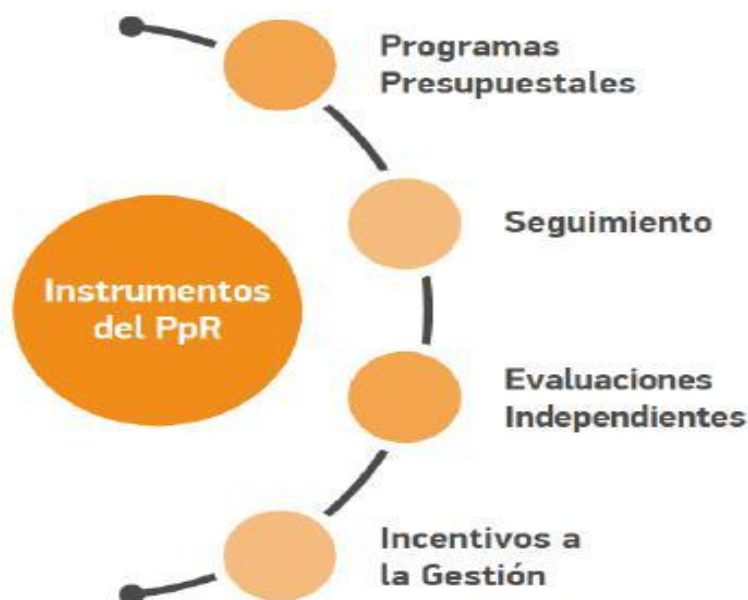 Programas
Presupuestales
Seguimiento
Instrumentos
del PpR
Evaluaciones
Independientes
Incentivos a
la Gestión